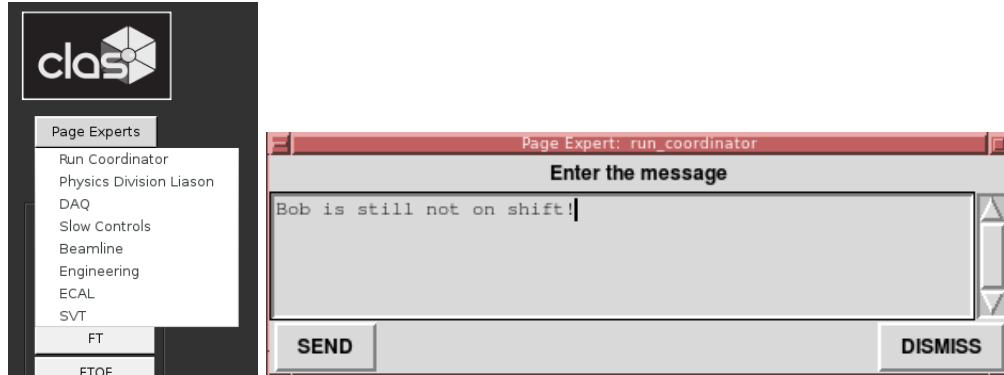 clas
Page Experts
Run Coordinator
Physics Division Liason
DAQ
Slow Controls
Beamline
Engineering
ECAL
SVT
FT
FTOF
Page Expert: run_coordinator
Enter the message
Bob is still not on shift!
SEND
DISMISS